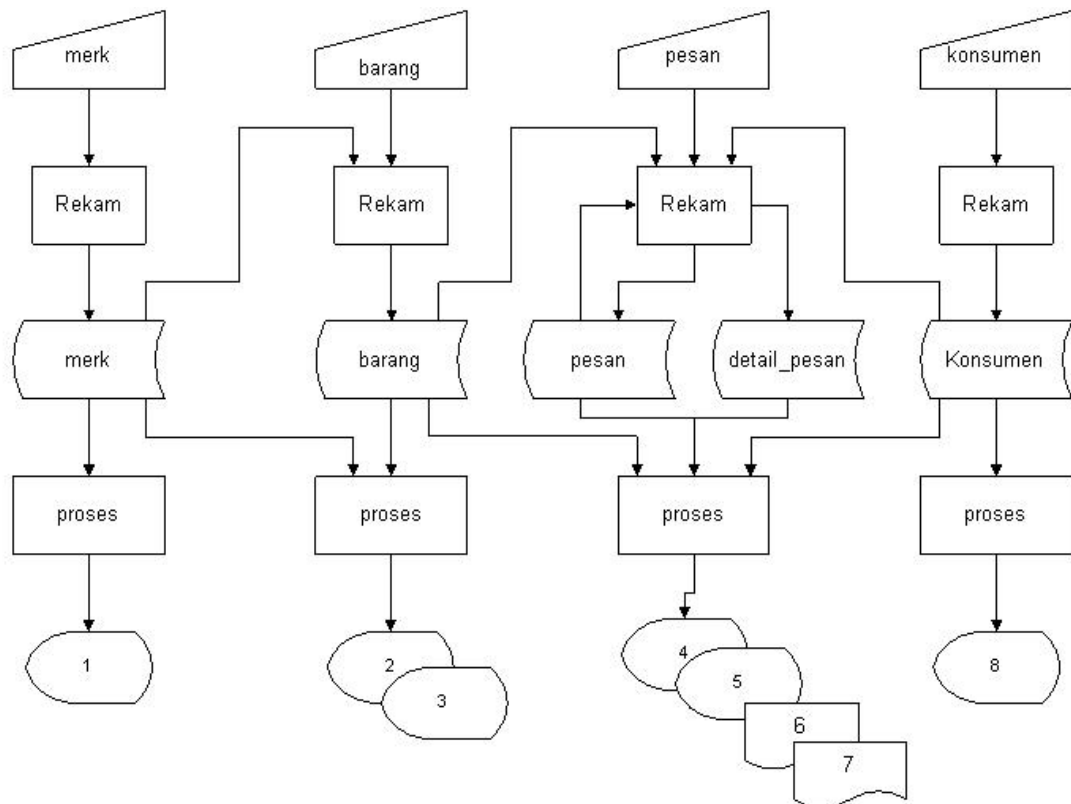 merk
barang
pesan
konsumen
Rekam
Rekam
Rekam
Rekam
merk
barang
pesan
detail_pesan
Konsumen
proses
proses
proses
proses
1
2
3
4
5
6
7
8